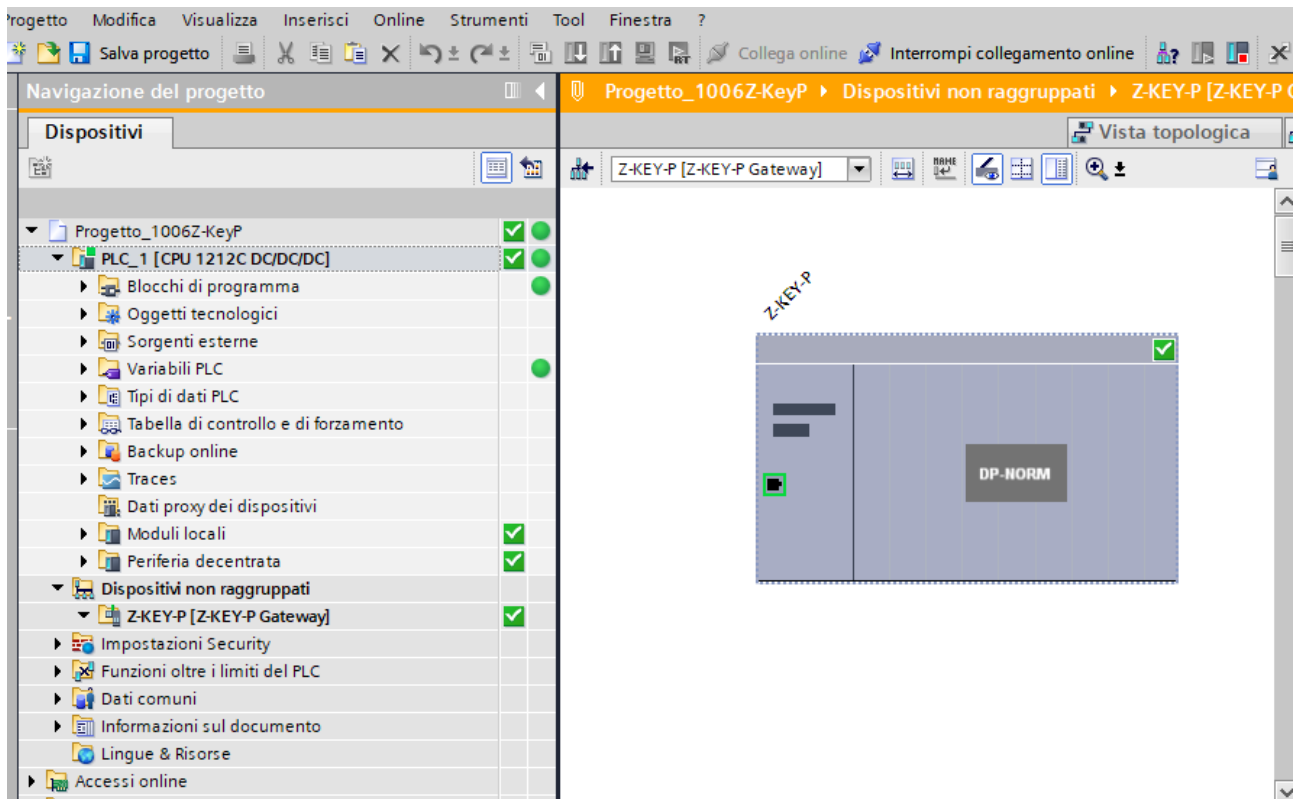 Progetto Modifica Visualizza Inserisci Online Strumenti Tool Finestra ?
Salva progetto RT Collega online Interrompi collegamento online
Navigazione del progetto
Progetto_1006Z-KeyP Dispositivi non raggruppati Z-KEY-P [Z-KEY-P
Dispositivi
Vista topologica
Z-KEY-P [Z-KEY-P Gateway]
NAME
Progetto_1006Z-KeyP
PLC_1 [CPU 1212C DC/DC/DC]
Blocchi di programma
Oggetti tecnologici
Sorgenti esterne
Variabili PLC
Tipi di dati PLC
Tabella di controllo e di forzamento
Backup online
Traces
Dati proxy dei dispositivi
Moduli locali
Periferia decentrata
Dispositivi non raggruppati
Z-KEY-P [Z-KEY-P Gateway]
Impostazioni Security
Funzioni oltre i limiti del PLC
Dati comuni
Informazioni sul documento
Lingue & Risorse
Accessi online
Z-KEY-P
DP-NORM